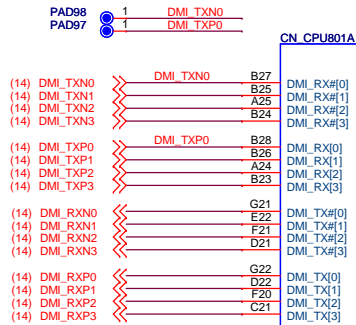 PAD98 1 DMI_TXN0
PAD97 1 DMI_TXP0
CN_CPU801A
(14) DMI_TXN0 DMI_TXN0 B27 DMI_RX#[0]
(14) DMI_TXN1 B25 DMI_RX#[1]
(14) DMI_TXN2 A25 DMI_RX#[2]
(14) DMI_TXN3 B24 DMI_RX#[3]
(14) DMI_TXP0 DMI_TXP0 B28 DMI_RX[0]
(14) DMI_TXP1 B26 DMI_RX[1]
(14) DMI_TXP2 A24 DMI_RX[2]
(14) DMI_TXP3 B23 DMI_RX[3]
(14) DMI_RXN0 G21 DMI_TX#[0]
(14) DMI_RXN1 E22 DMI_TX#[1]
(14) DMI_RXN2 F21 DMI_TX#[2]
(14) DMI_RXN3 D21 DMI_TX#[3]
(14) DMI_RXP0 G22 DMI_TX[0]
(14) DMI_RXP1 D22 DMI_TX[1]
(14) DMI_RXP2 F20 DMI_TX[2]
(14) DMI_RXP3 C21 DMI_TX[3]